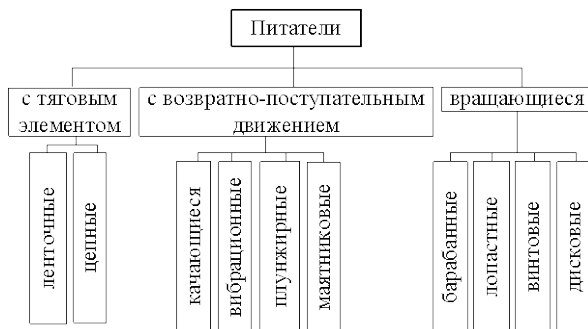 Питатели
с тяговым
элементом
с возвратно-поступательным
движением
вращающиеся
ленточные
цепные
качающиеся
вибрационные
плунжирные
маятниковые
барабанные
лопастные
винтовые
дисковые